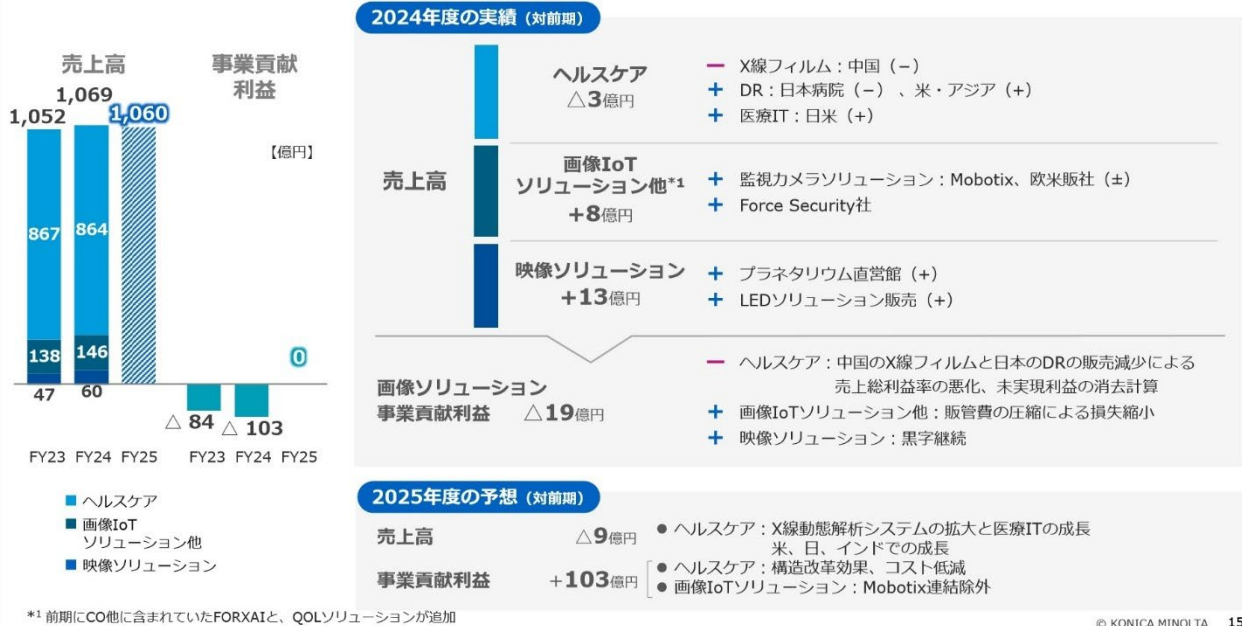 売上高
事業貢献
利益
1,052
1,069
1,060
【億円】
867
864
138
146
47
60
0
△ 84
△ 103
FY23 FY24 FY25
FY23 FY24 FY25
ヘルスケア
画像IoT
ソリューション他
映像ソリューション
2024年度の実績（対前期）
売上高
ヘルスケア
△3億円
－ X線フィルム：中国（－）
＋ DR：日本病院（－）、米・アジア（+）
＋ 医療IT：日米（+）
画像IoT
ソリューション他*1
+8億円
＋ 監視カメラソリューション：Mobotix、欧米販社（±）
＋ Force Security社
映像ソリューション
+13億円
＋ プラネタリウム直営館（+）
＋ LEDソリューション販売（+）
画像ソリューション
事業貢献利益 △19億円
－ ヘルスケア：中国のX線フィルムと日本のDRの販売減少による
売上総利益率の悪化、未実現利益の消去計算
＋ 画像IoTソリューション他：販管費の圧縮による損失縮小
＋ 映像ソリューション：黒字継続
2025年度の予想（対前期）
売上高 △9億円
● ヘルスケア：X線動態解析システムの拡大と医療ITの成長
米、日、インドでの成長
事業貢献利益 +103億円
● ヘルスケア：構造改革効果、コスト低減
● 画像IoTソリューション：Mobotix連結除外
*1 前期にCO他に含まれていたFORXAIと、QOLソリューションが追加
© KONICA MINOLTA 15